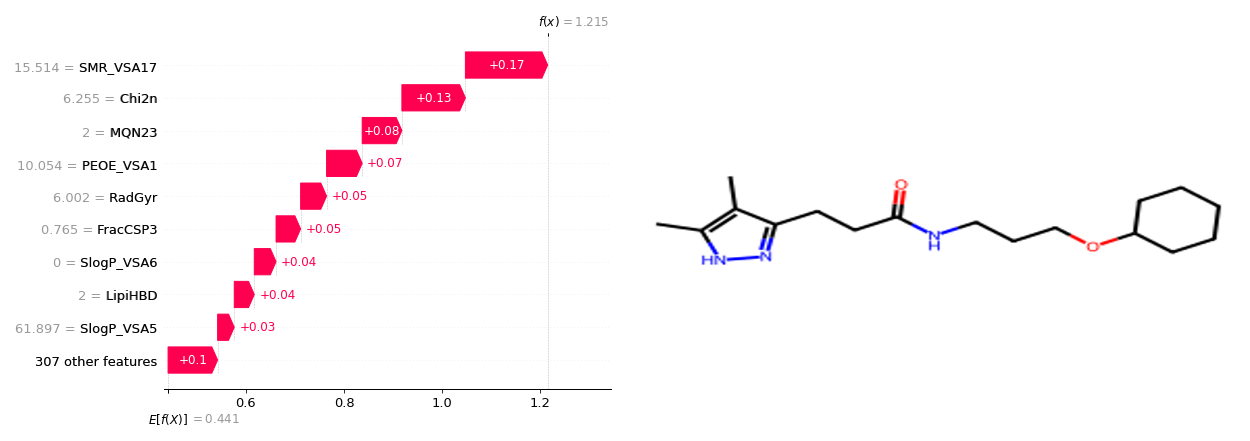 f(x) = 1.215
15.514 = SMR_VSA17
+0.17
6.255 = Chi2n
+0.13
2 = MQN23
+0.08
10.054 = PEOE_VSA1
+0.07
6.002 = RadGyr
+0.05
0.765 = FracCSP3
+0.05
0 = SlogP_VSA6
+0.04
2 = LipiHBD
+0.04
61.897 = SlogP_VSA5
+0.03
307 other features
+0.1
0.6 0.8 1.0 1.2
E[f(X)] = 0.441
O
N
H
O
HN
N